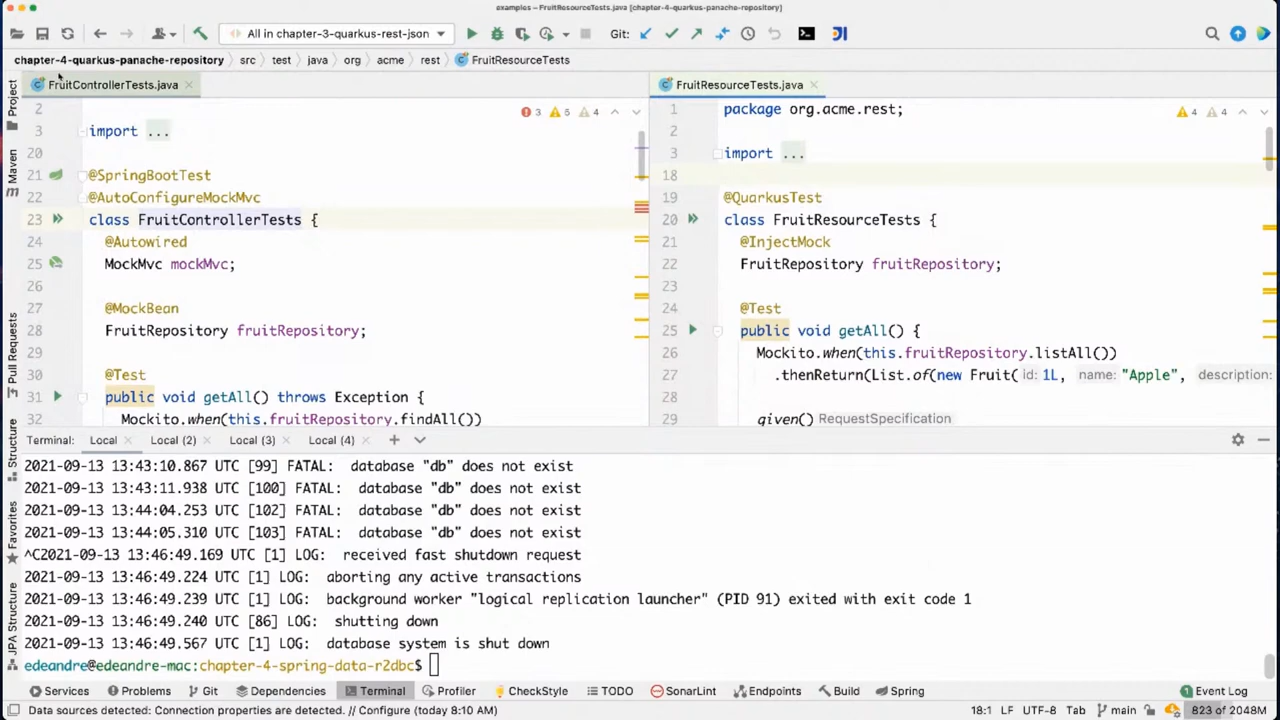 examples – FruitResourceTests.java [chapter-4-quarkus-panache-repository]
All in chapter-3-quarkus-rest-json
Git:
chapter-4-quarkus-panache-repository
src
test
java
org
acme
rest
FruitResourceTests
Project
Maven
Pull Requests
Structure
Favorites
JPA Structure
FruitControllerTests.java
3 6 4
2
3 import ...
20
21 @SpringBootTest
22 @AutoConfigureMockMvc
23 class FruitControllerTests {
24 @Autowired
25 MockMvc mockMvc;
26
27 @MockBean
28 FruitRepository fruitRepository;
29
30 @Test
31 public void getAll() throws Exception {
32 Mockito.when(this.fruitRepository.findAll())
FruitResourceTests.java
4 4
1 package org.acme.rest;
2
3 import ...
18
19 @QuarkusTest
20 class FruitResourceTests {
21 @InjectMock
22 FruitRepository fruitRepository;
23
24 @Test
25 public void getAll() {
26 Mockito.when(this.fruitRepository.listAll())
27 .thenReturn(List.of(new Fruit( id: 1L, name: "Apple", description:
28
29 given() RequestSpecification
Terminal: Local Local (2) Local (3) Local (4)
2021-09-13 13:43:10.867 UTC [99] FATAL: database "db" does not exist
2021-09-13 13:43:11.938 UTC [100] FATAL: database "db" does not exist
2021-09-13 13:44:04.253 UTC [102] FATAL: database "db" does not exist
2021-09-13 13:44:05.310 UTC [103] FATAL: database "db" does not exist
^C2021-09-13 13:46:49.169 UTC [1] LOG: received fast shutdown request
2021-09-13 13:46:49.224 UTC [1] LOG: aborting any active transactions
2021-09-13 13:46:49.239 UTC [1] LOG: background worker "logical replication launcher" (PID 91) exited with exit code 1
2021-09-13 13:46:49.240 UTC [86] LOG: shutting down
2021-09-13 13:46:49.567 UTC [1] LOG: database system is shut down
edeandre@edeandre-mac:chapter-4-spring-data-r2dbc$
Services Problems Git Dependencies Terminal Profiler CheckStyle TODO SonarLint Endpoints Build Spring Event Log
Data sources detected: Connection properties are detected. // Configure (today 8:10 AM) 18:1 LF UTF-8 Tab main 823 of 2048M